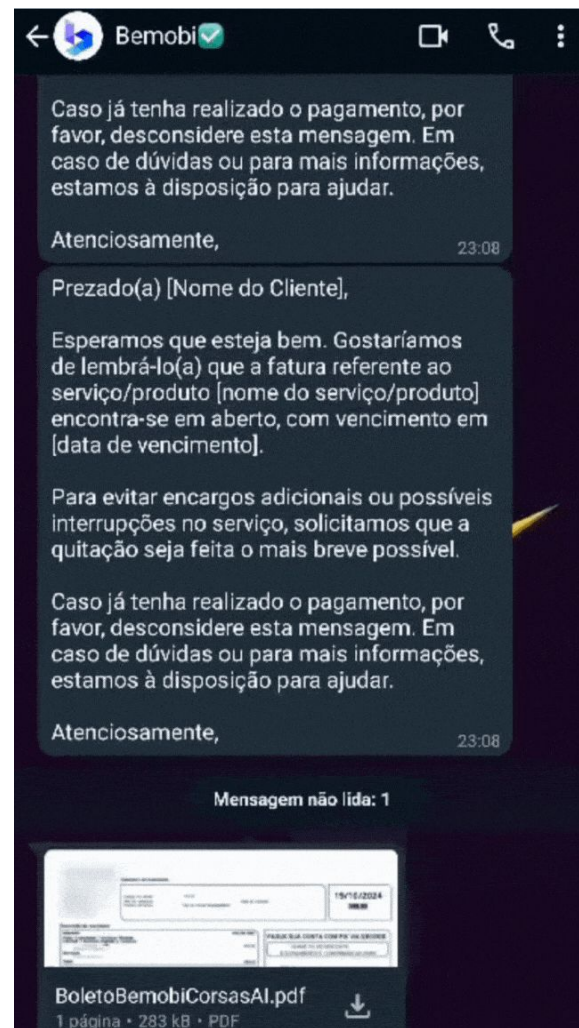 Bemobi
Caso já tenha realizado o pagamento, por
favor, desconsidere esta mensagem. Em
caso de dúvidas ou para mais informações,
estamos à disposição para ajudar.
Atenciosamente,
23:08
Prezado(a) [Nome do Cliente],
Esperamos que esteja bem. Gostaríamos
de lembrá-lo(a) que a fatura referente ao
serviço/produto [nome do serviço/produto]
encontra-se em aberto, com vencimento em
[data de vencimento].
Para evitar encargos adicionais ou possíveis
interrupções no serviço, solicitamos que a
quitação seja feita o mais breve possível.
Caso já tenha realizado o pagamento, por
favor, desconsidere esta mensagem. Em
caso de dúvidas ou para mais informações,
estamos à disposição para ajudar.
Atenciosamente,
23:08
Mensagem não lida: 1
19/10/2024
BoletoBemobiCorsasAI.pdf
1 página • 283 kB • PDF